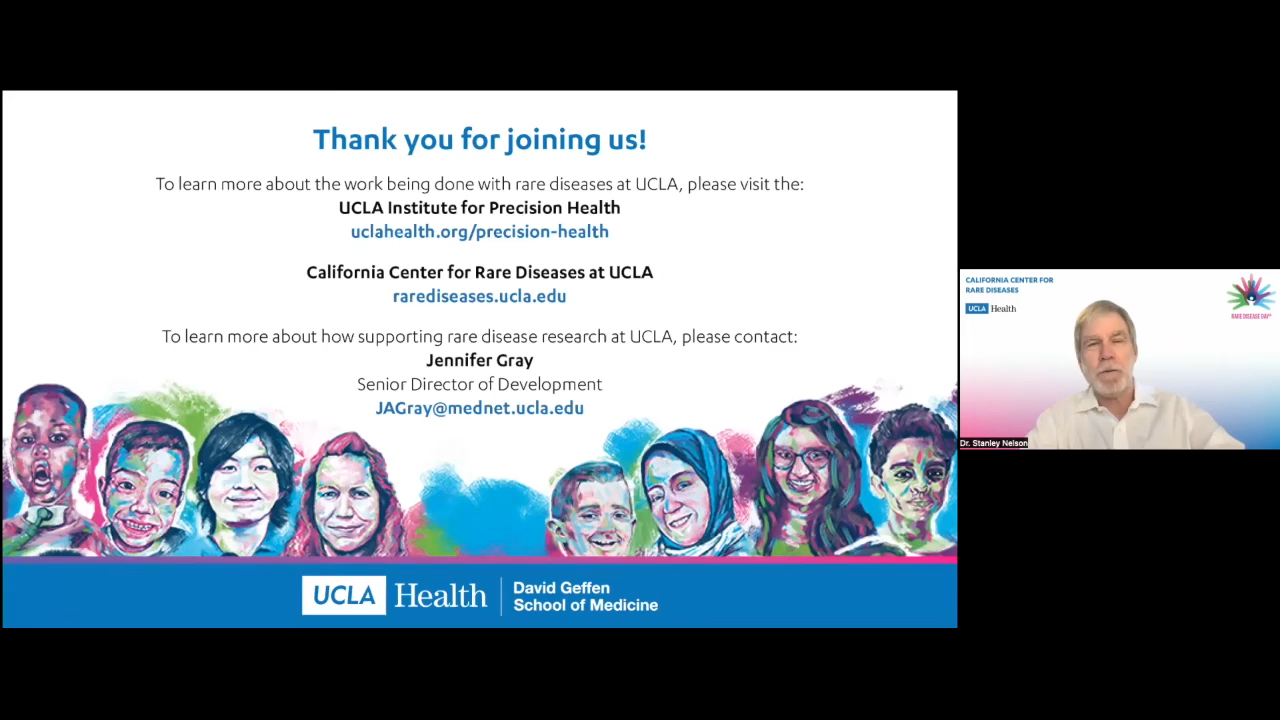 Thank you for joining us!
To learn more about the work being done with rare diseases at UCLA, please visit the:
UCLA Institute for Precision Health
uclahealth.org/precision-health
California Center for Rare Diseases at UCLA
rarediseases.ucla.edu
To learn more about how supporting rare disease research at UCLA, please contact:
Jennifer Gray
Senior Director of Development
JAGray@mednet.ucla.edu
UCLA Health
David Geffen
School of Medicine
CALIFORNIA CENTER FOR
RARE DISEASES
UCLA Health
RARE DISEASE DAY®
Dr. Stanley Nelson